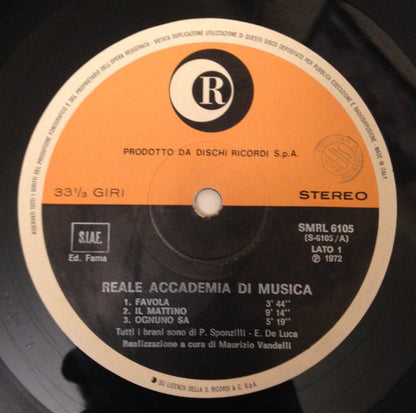 RISERVATI TUTTI I DIRITTI DEL PRODUTTORE FONOGRAFICO E DEL PROPRIETARIO DELL'OPERA REGISTRATA - VIETATA DUPLICAZIONE UTILIZZAZIONE DI QUESTO DISCO DEPOSITATO PER PUBBLICA ESECUZIONE E RADIODIFFUSIONE. MADE IN ITALY
R
PRODOTTO DA DISCHI RICORDI S.p.A.
33⅓ GIRI
STEREO
S.I.A.E.
Ed. Fama
SMRL 6105
(S-6105/A)
LATO 1
℗ 1972
REALE ACCADEMIA DI MUSICA
1. FAVOLA 3' 44''
2. IL MATTINO 9' 14''
3. OGNUNO SA 5' 19''
Tutti i brani sono di P. Sponzilli - E. De Luca
Realizzazione a cura di Maurizio Vandelli
SU LICENZA DELLA G. RICORDI & C. S.p.A.